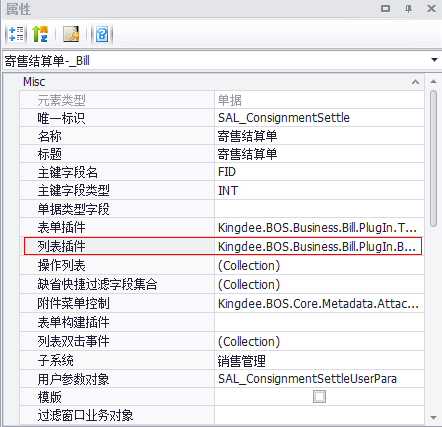 属性
寄售结算单-_Bill
Misc
元素类型 单据
唯一标识 SAL_ConsignmentSettle
名称 寄售结算单
标题 寄售结算单
主键字段名 FID
主键字段类型 INT
单据类型字段
表单插件 Kingdee.BOS.Business.Bill.PlugIn.T...
列表插件 Kingdee.BOS.Business.Bill.PlugIn.B...
操作列表 (Collection)
缺省快捷过滤字段集合 (Collection)
附件菜单控制 Kingdee.BOS.Core.Metadata.Attac...
表单构建插件
列表双击事件 (Collection)
子系统 销售管理
用户参数对象 SAL_ConsignmentSettleUserPara
模版
过滤窗口业务对象